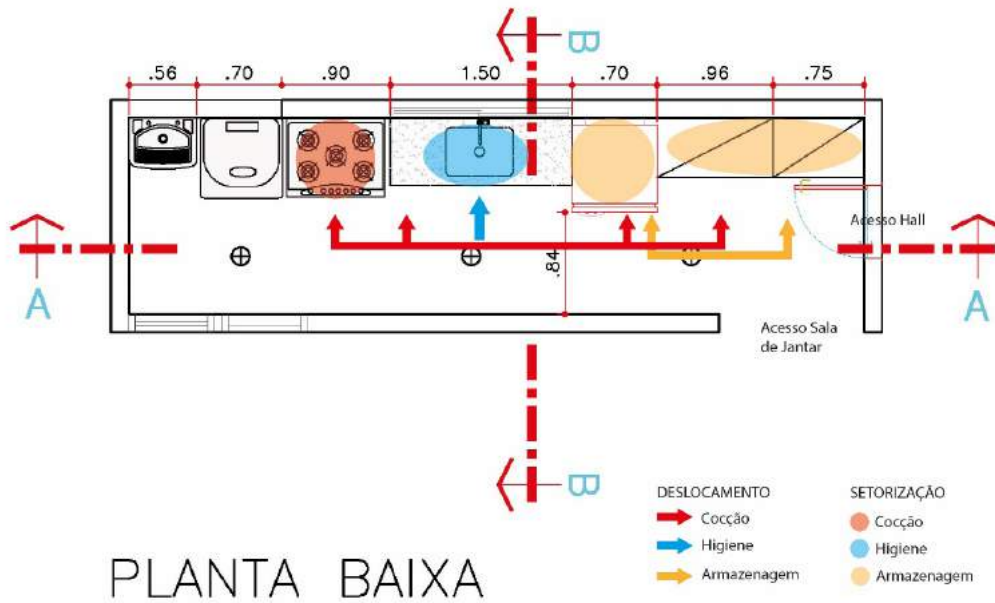 B
.56 .70 .90 1.50 .70 .96 .75
Acesso Hall
.84
A
A
Acesso Sala
de Jantar
B
DESLOCAMENTO
Cocção
Higiene
Armazenagem
SETORIZAÇÃO
Cocção
Higiene
Armazenagem
PLANTA BAIXA